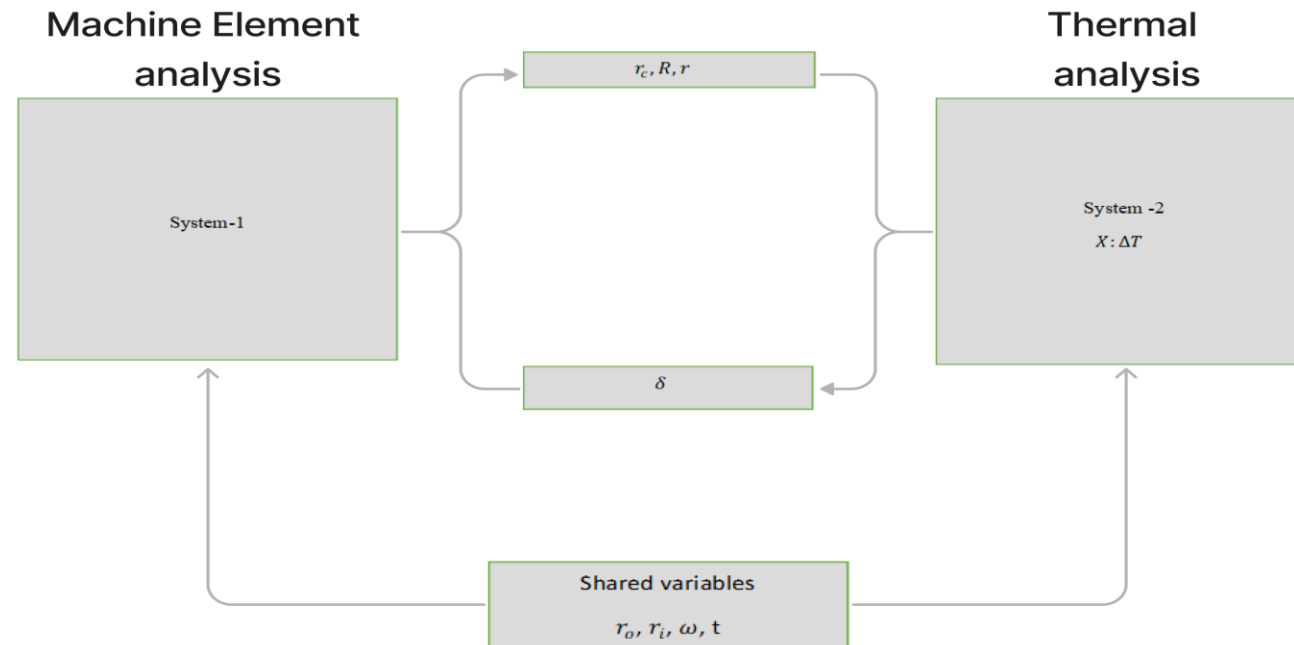 Machine Element
analysis
Thermal
analysis
r_c, R, r
System-1
System -2
X: ΔT
δ
Shared variables
r_o, r_i, ω, t